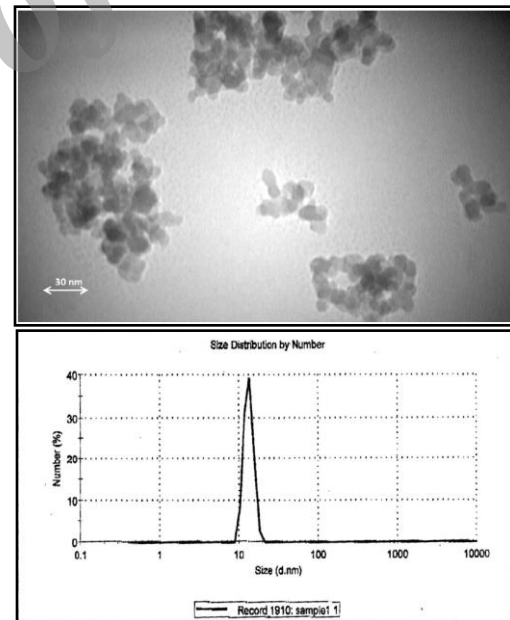 30 nm
Size Distribution by Number
Number (%)
40
30
20
10
0
0.1 1 10 100 1000 10000
Size (d.nm)
Record 1910: sample1 1